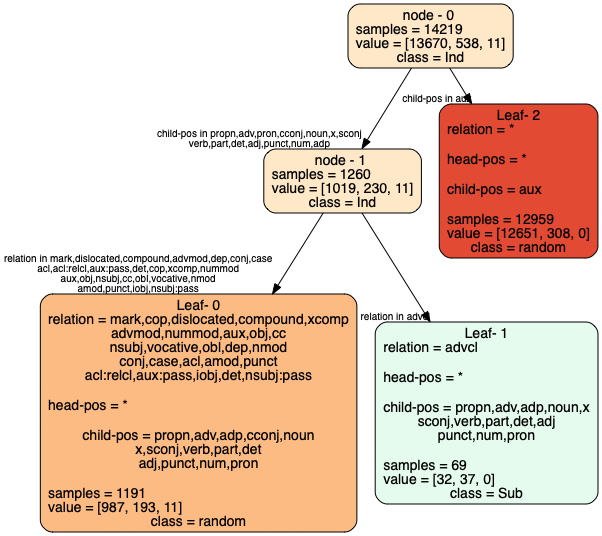 node - 0
samples = 14219
value = [13670, 538, 11]
class = Ind
child-pos in aux
child-pos in propn,adv,pron,cconj,noun,x,sconj
verb,part,det,adj,punct,num,adp
Leaf- 2
relation = *
head-pos = *
child-pos = aux
samples = 12959
value = [12651, 308, 0]
class = random
node - 1
samples = 1260
value = [1019, 230, 11]
class = Ind
relation in mark,dislocated,compound,advmod,dep,conj,case
acl,acl:relcl,aux:pass,det,cop,xcomp,nummod
aux,obj,nsubj,cc,obl,vocative,nmod
amod,punct,iobj,nsubj:pass
relation in advcl
Leaf- 0
relation = mark,cop,dislocated,compound,xcomp
advmod,nummod,aux,obj,cc
nsubj,vocative,obl,dep,nmod
conj,case,acl,amod,punct
acl:relcl,aux:pass,iobj,det,nsubj:pass
head-pos = *
child-pos = propn,adv,adp,cconj,noun
x,sconj,verb,part,det
adj,punct,num,pron
samples = 1191
value = [987, 193, 11]
class = random
Leaf- 1
relation = advcl
head-pos = *
child-pos = propn,adv,adp,noun,x
sconj,verb,part,det,adj
punct,num,pron
samples = 69
value = [32, 37, 0]
class = Sub